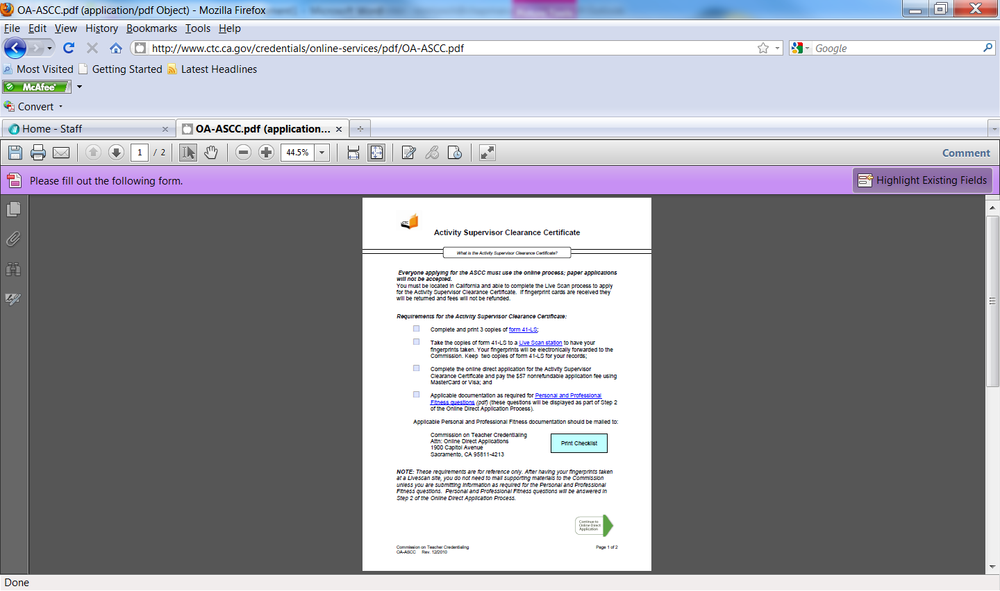 OA-ASCC.pdf (application/pdf Object) - Mozilla Firefox
File Edit View History Bookmarks Tools Help
http://www.ctc.ca.gov/credentials/online-services/pdf/OA-ASCC.pdf
Google
Most Visited Getting Started Latest Headlines
McAfee
Convert
Home - Staff
OA-ASCC.pdf (application...
1 / 2
44.5%
Comment
Please fill out the following form.
Highlight Existing Fields
CTC
Activity Supervisor Clearance Certificate
What is the Activity Supervisor Clearance Certificate?
Everyone applying for the ASCC must use the online process; paper applications
will not be accepted.
You must be located in California and able to complete the Live Scan process to apply
for the Activity Supervisor Clearance Certificate. If fingerprint cards are received they
will be returned and fees will not be refunded.
Requirements for the Activity Supervisor Clearance Certificate:
Complete and print 3 copies of form 41-LS;
Take the copies of form 41-LS to a Live Scan station to have your
fingerprints taken. Your fingerprints will be electronically forwarded to the
Commission. Keep two copies of form 41-LS for your records;
Complete the online direct application for the Activity Supervisor
Clearance Certificate and pay the $57 nonrefundable application fee using
MasterCard or Visa; and
Applicable documentation as required for Personal and Professional
Fitness questions (pdf) (these questions will be displayed as part of Step 2
of the Online Direct Application Process).
Applicable Personal and Professional Fitness documentation should be mailed to:
Commission on Teacher Credentialing
Attn: Online Direct Applications
1900 Capitol Avenue
Sacramento, CA 95811-4213
Print Checklist
NOTE: These requirements are for reference only. After having your fingerprints taken
at a Livescan site, you do not need to mail supporting materials to the Commission
unless you are submitting information as required for the Personal and Professional
Fitness questions. Personal and Professional Fitness questions will be answered in
Step 2 of the Online Direct Application Process.
Continue to
Online Direct
Application
Commission on Teacher Credentialing
OA-ASCC Rev. 12/2010
Page 1 of 2
Done